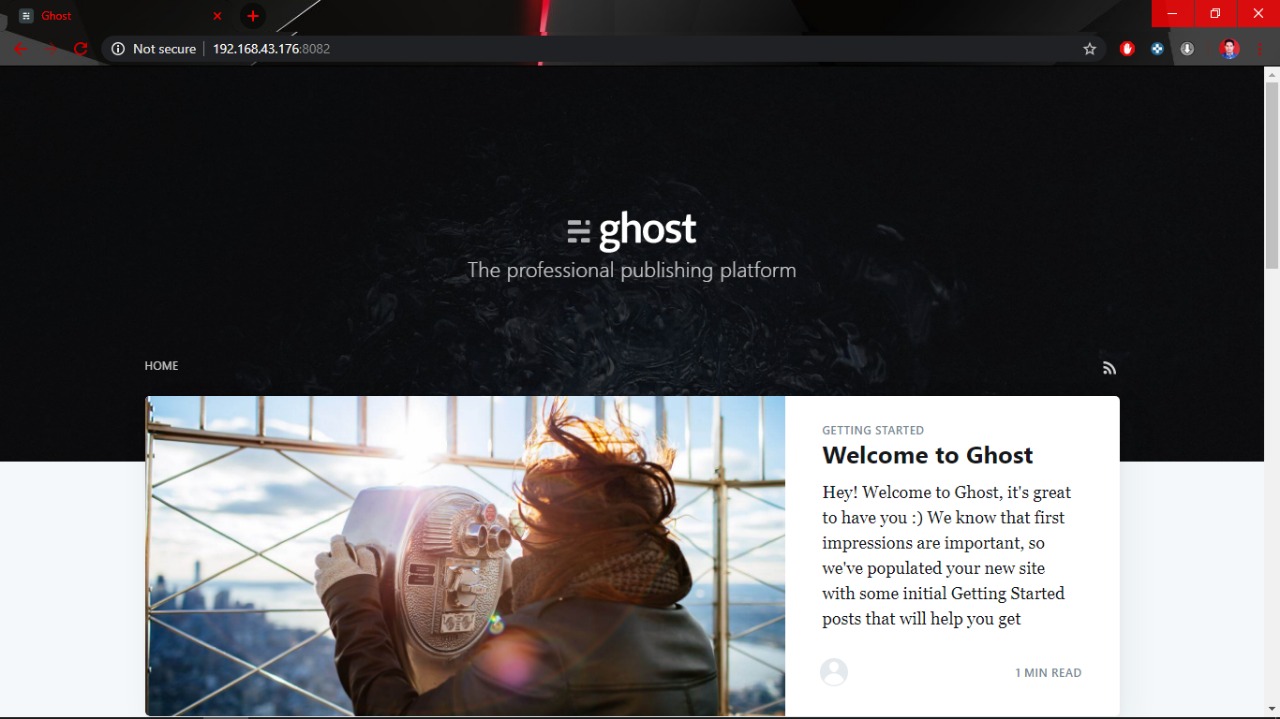 Ghost
Not secure 192.168.43.176:8082
ghost
The professional publishing platform
HOME
GETTING STARTED
Welcome to Ghost
Hey! Welcome to Ghost, it's great
to have you :) We know that first
impressions are important, so
we've populated your new site
with some initial Getting Started
posts that will help you get
1 MIN READ